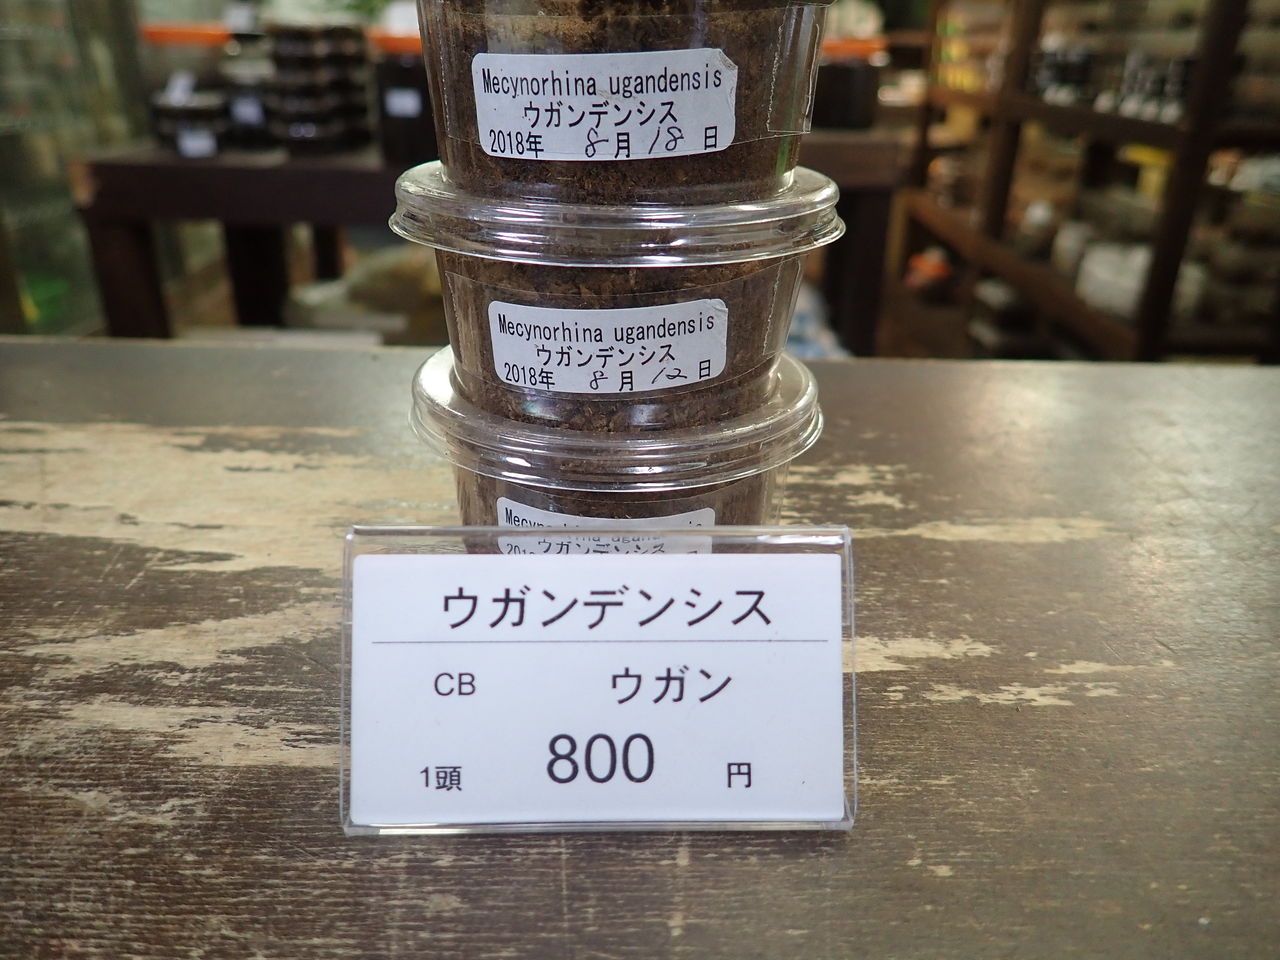 Mecynorhina ugandensis
ウガンデンシス
2018年 8月 18日
Mecynorhina ugandensis
ウガンデンシス
2018年 8月 12日
Mecynorhina ugandensis
ウガンデンシス
ウガンデンシス
CB ウガン
1頭 800 円